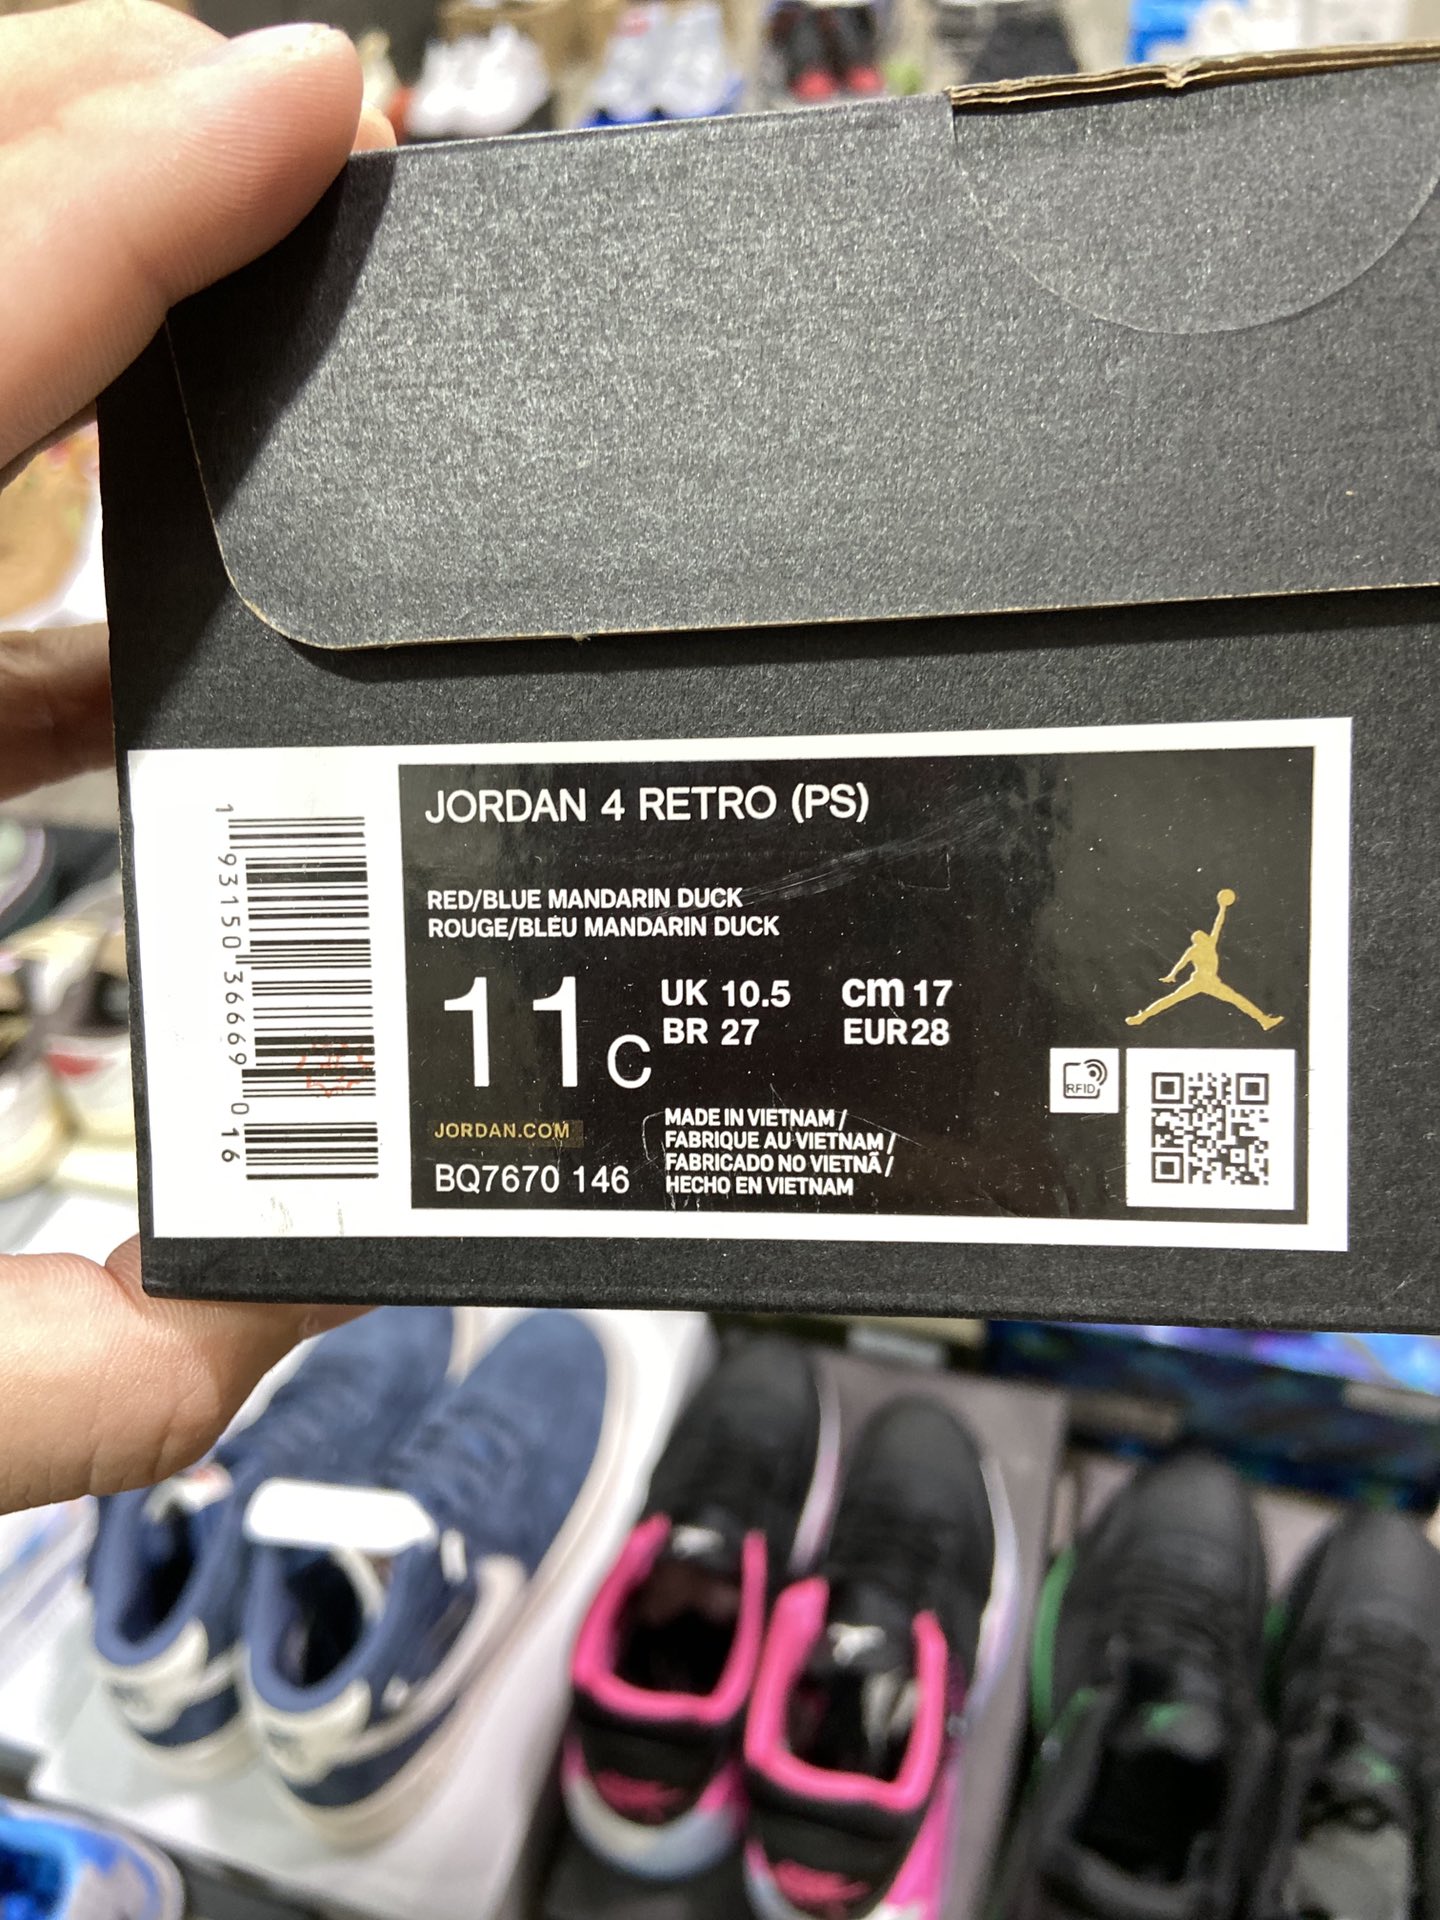 JORDAN 4 RETRO (PS)
RED/BLUE MANDARIN DUCK
ROUGE/BLEU MANDARIN DUCK
11C
UK 10.5 cm 17
BR 27 EUR 28
JORDAN.COM
BQ7670 146
MADE IN VIETNAM /
FABRIQUE AU VIETNAM /
FABRICADO NO VIETNÃ /
HECHO EN VIETNAM
RFID
1 93150 36669 0 16